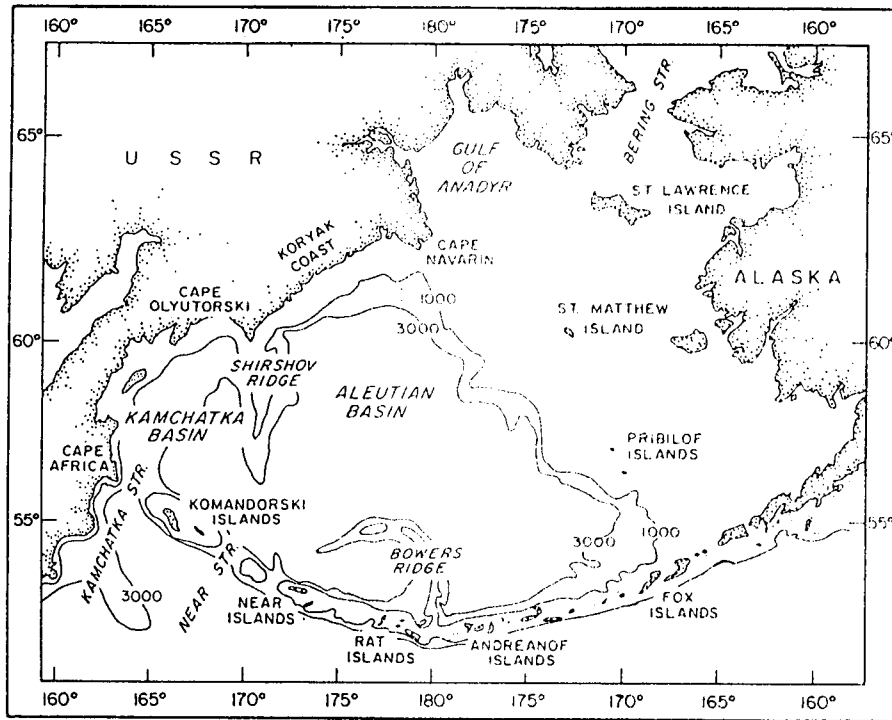 160° 165° 170° 175° 180° 175° 170° 165° 160°
65° 65°
U S S R
GULF
OF
ANADYR
BERING STR
ST. LAWRENCE
ISLAND
KORYAK
COAST
CAPE
NAVARIN
ALASKA
CAPE
OLYUTORSKI
1000
3000
ST. MATTHEW
ISLAND
60° 60°
SHIRSHOV
RIDGE
ALEUTIAN
BASIN
KAMCHATKA
BASIN
PRIBILOF
ISLANDS
CAPE
AFRICA
KAMCHATKA STR.
KOMANDORSKI
ISLANDS
55° 55°
3000
1000
BOWERS
RIDGE
3000
NEAR STR
NEAR
ISLANDS
FOX
ISLANDS
RAT
ISLANDS
ANDREANOF
ISLANDS
160° 165° 170° 175° 180° 175° 170° 165° 160°